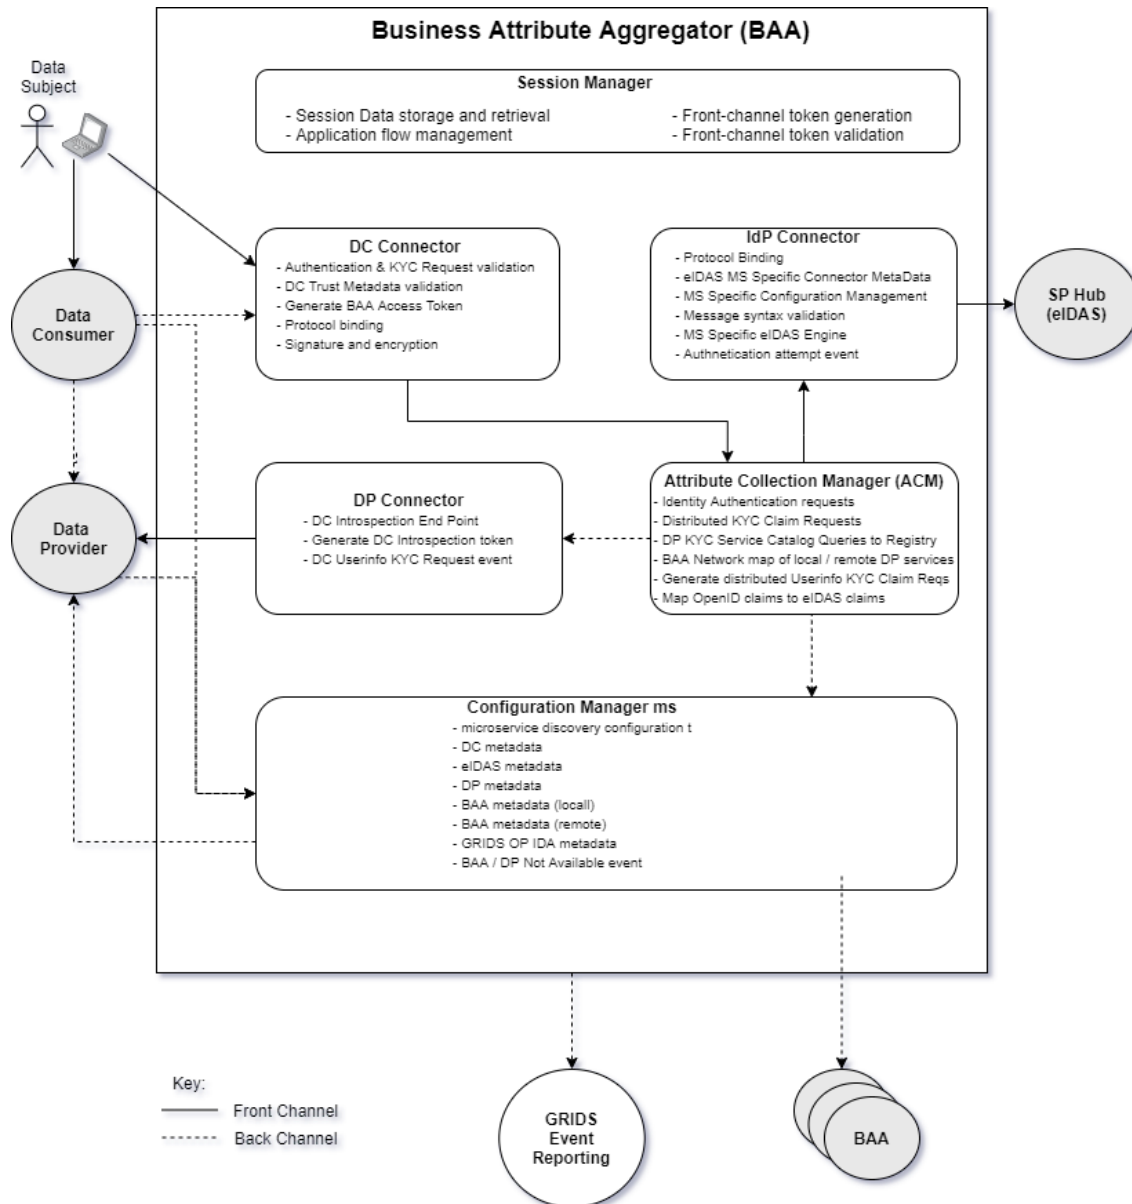 Business Attribute Aggregator (BAA)
Data
Subject
Session Manager
- Session Data storage and retrieval
- Application flow management
- Front-channel token generation
- Front-channel token validation
DC Connector
- Authentication & KYC Request validation
- DC Trust Metadata validation
- Generate BAA Access Token
- Protocol binding
- Signature and encryption
IdP Connector
- Protocol Binding
- eIDAS MS Specific Connector MetaData
- MS Specific Configuration Management
- Message syntax validation
- MS Specific eIDAS Engine
- Authnetication attempt event
SP Hub
(eIDAS)
Data
Consumer
DP Connector
- DC Introspection End Point
- Generate DC Introspection token
- DC Userinfo KYC Request event
Attribute Collection Manager (ACM)
- Identity Authentication requests
- Distributed KYC Claim Requests
- DP KYC Service Catalog Queries to Registry
- BAA Network map of local / remote DP services
- Generate distributed Userinfo KYC Claim Reqs
- Map OpenID claims to eIDAS claims
Data
Provider
Configuration Manager ms
- microservice discovery configuration t
- DC metadata
- eIDAS metadata
- DP metadata
- BAA metadata (locall)
- BAA metadata (remote)
- GRIDS OP IDA metadata
- BAA / DP Not Available event
Key:
Front Channel
Back Channel
GRIDS
Event
Reporting
BAA